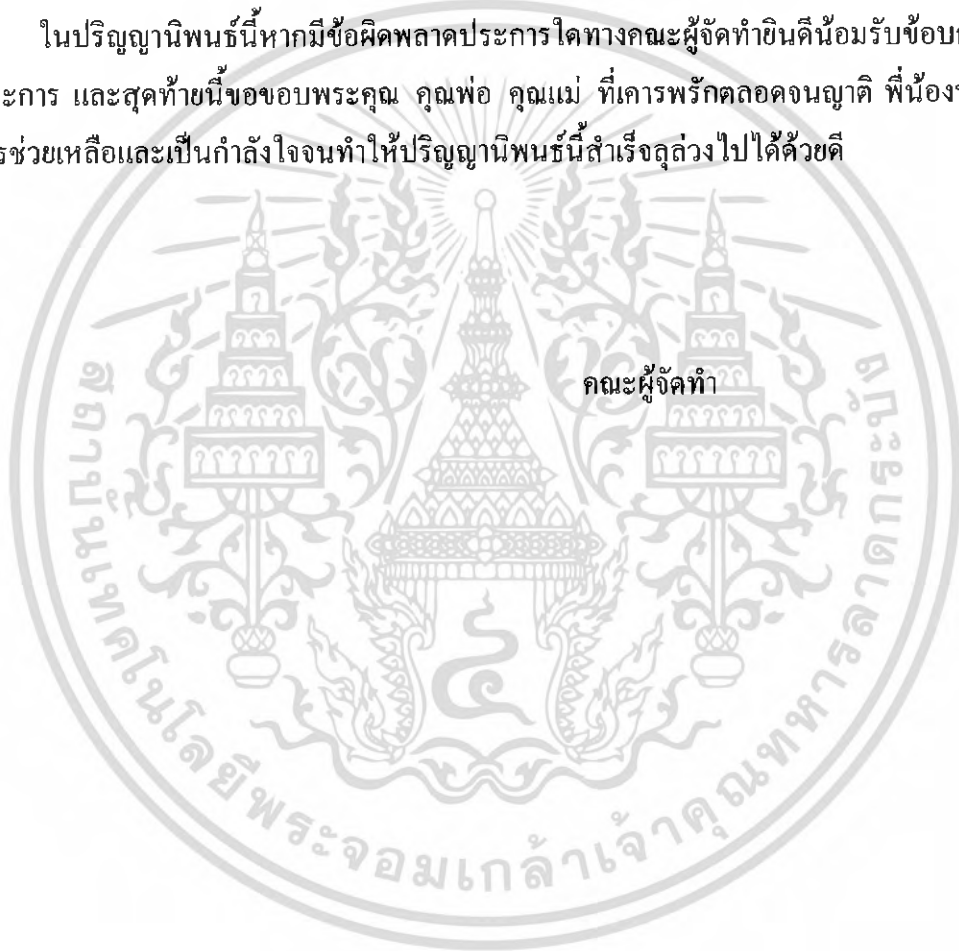 ในปริญญานิพนธ์นี้หากมีข้อผิดพลาดประการใดทางคณะผู้จัดทำยินดีน้อมรับข้อบก
ะการ และสุดท้ายนี้ขอขอบพระคุณ คุณพ่อ คุณแม่ ที่เคารพรักตลอดจนญาติ พี่น้อง
รช่วยเหลือและเป็นกำลังใจจนทำให้ปริญญานิพนธ์นี้สำเร็จลุล่วงไปได้ด้วยดี
คณะผู้จัดทำ
สถาบันเทคโนโลยีพระจอมเกล้าเจ้าคุณทหารลาดกระบัง
๔